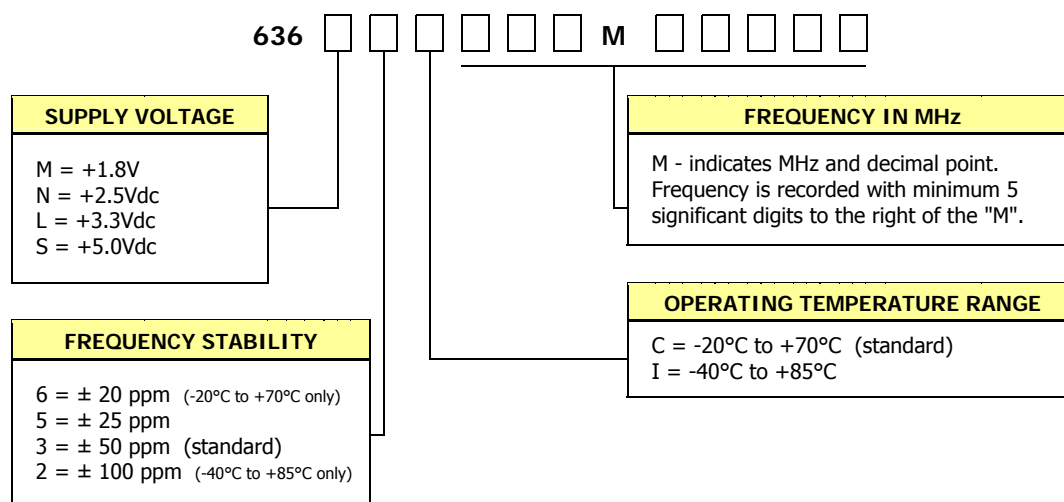 636 M
SUPPLY VOLTAGE
M = +1.8V
N = +2.5Vdc
L = +3.3Vdc
S = +5.0Vdc
FREQUENCY IN MHz
M - indicates MHz and decimal point.
Frequency is recorded with minimum 5
significant digits to the right of the "M".
FREQUENCY STABILITY
6 = ± 20 ppm (-20°C to +70°C only)
5 = ± 25 ppm
3 = ± 50 ppm (standard)
2 = ± 100 ppm (-40°C to +85°C only)
OPERATING TEMPERATURE RANGE
C = -20°C to +70°C (standard)
I = -40°C to +85°C